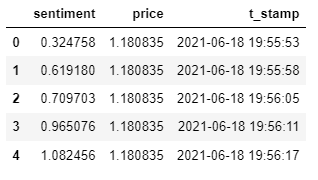 sentiment price t_stamp
0 0.324758 1.180835 2021-06-18 19:55:53
1 0.619180 1.180835 2021-06-18 19:55:58
2 0.709703 1.180835 2021-06-18 19:56:05
3 0.965076 1.180835 2021-06-18 19:56:11
4 1.082456 1.180835 2021-06-18 19:56:17